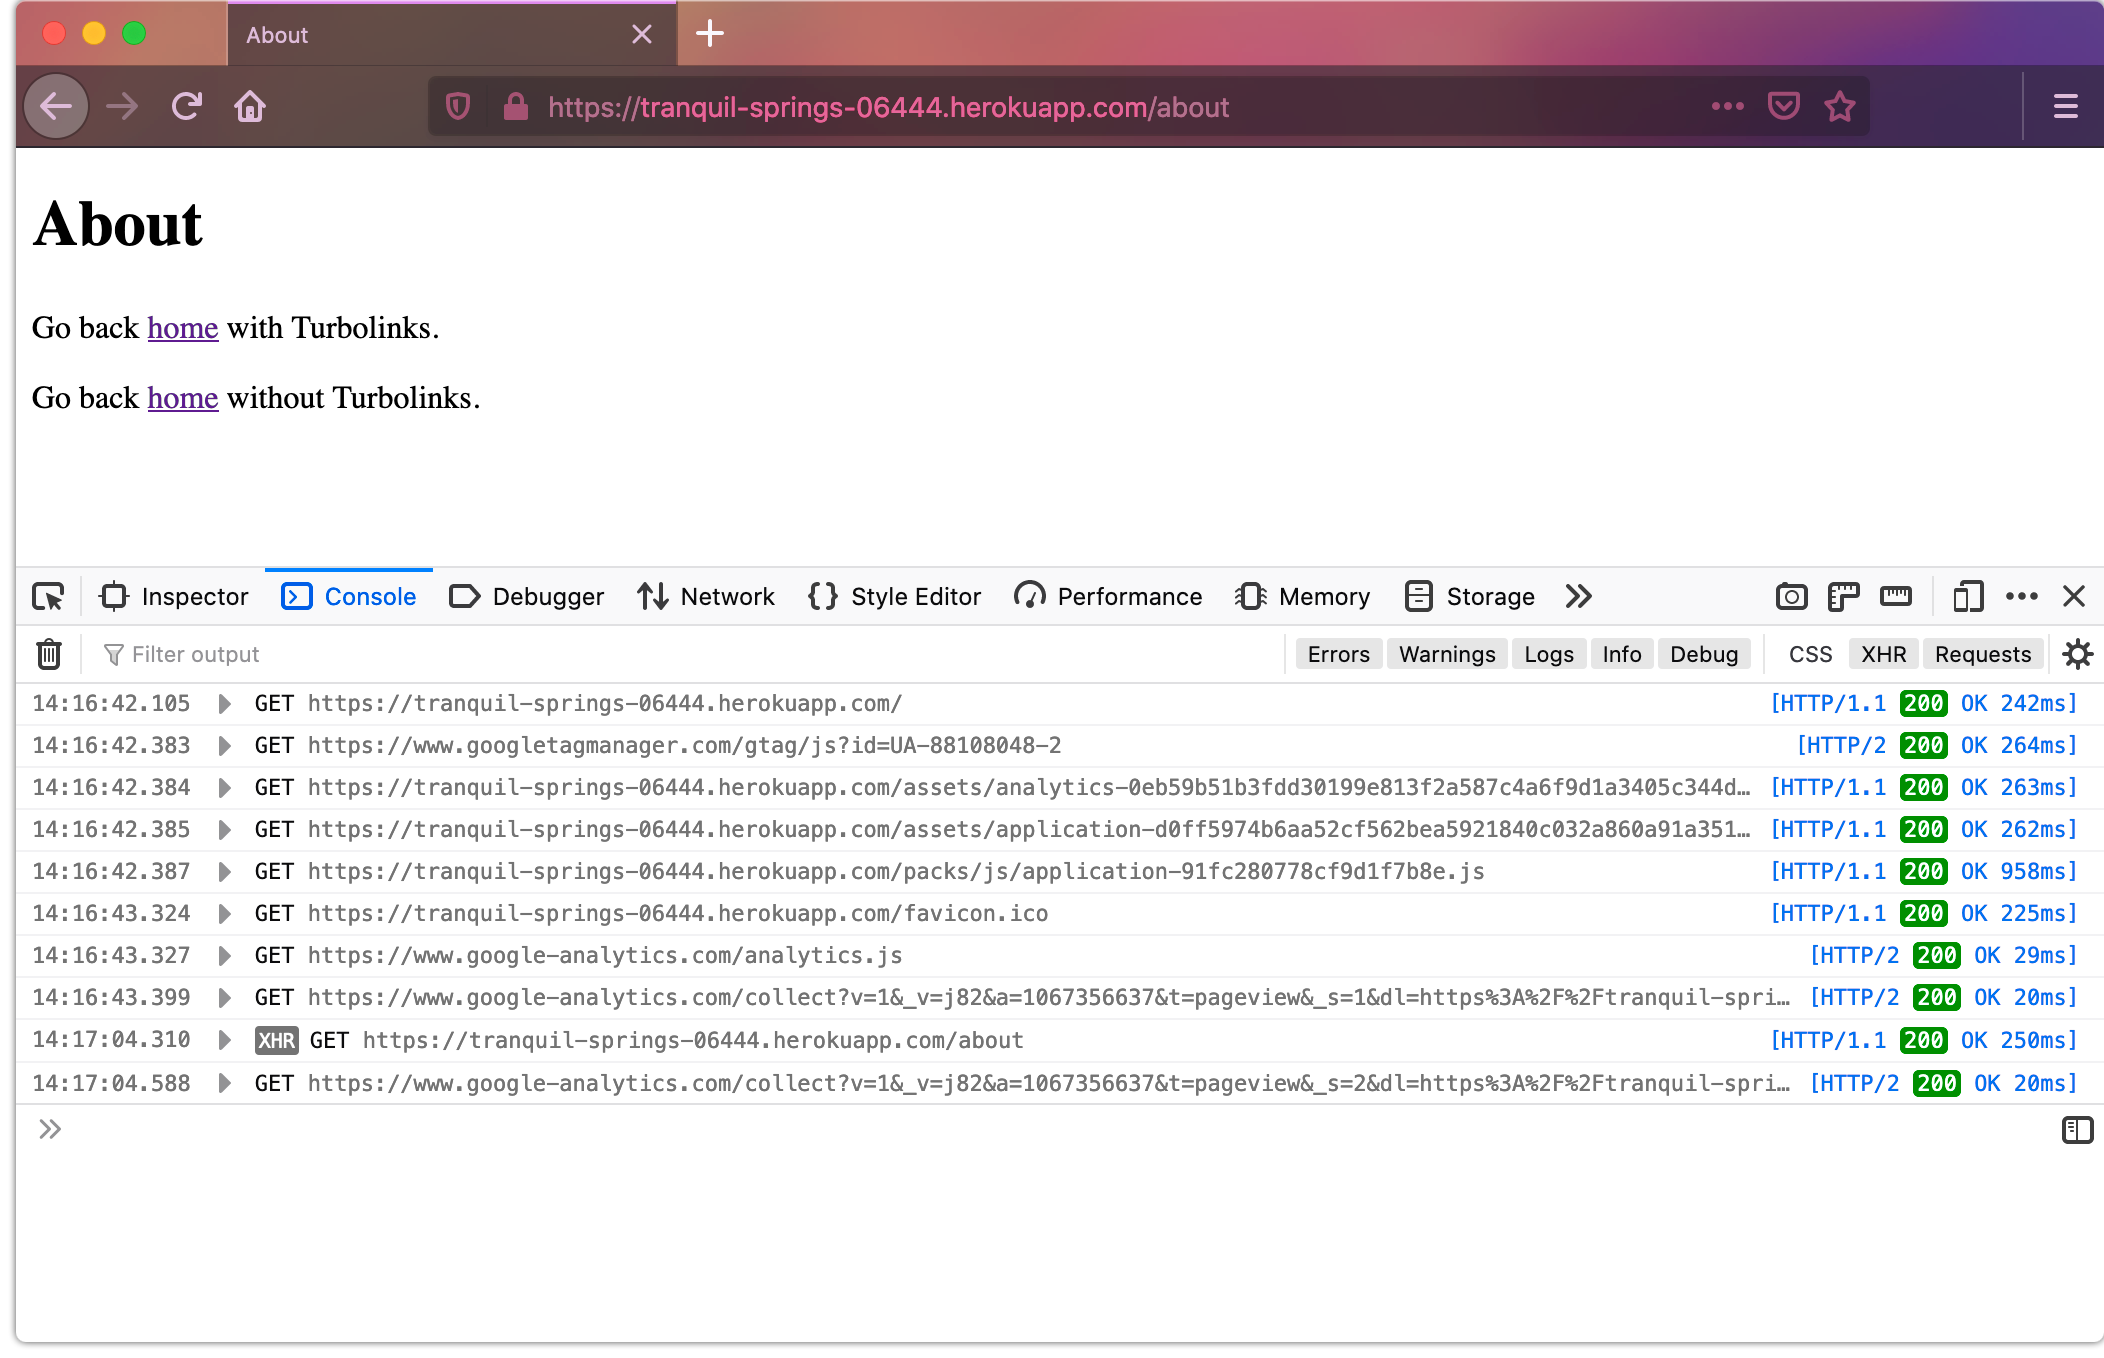 About
https://tranquil-springs-06444.herokuapp.com/about
About
Go back home with Turbolinks.
Go back home without Turbolinks.
Inspector Console Debugger Network Style Editor Performance Memory Storage
Filter output Errors Warnings Logs Info Debug CSS XHR Requests
14:16:42.105 GET https://tranquil-springs-06444.herokuapp.com/ [HTTP/1.1 200 OK 242ms]
14:16:42.383 GET https://www.googletagmanager.com/gtag/js?id=UA-88108048-2 [HTTP/2 200 OK 264ms]
14:16:42.384 GET https://tranquil-springs-06444.herokuapp.com/assets/analytics-0eb59b51b3fdd30199e813f2a587c4a6f9d1a3405c344d… [HTTP/1.1 200 OK 263ms]
14:16:42.385 GET https://tranquil-springs-06444.herokuapp.com/assets/application-d0ff5974b6aa52cf562bea5921840c032a860a91a351… [HTTP/1.1 200 OK 262ms]
14:16:42.387 GET https://tranquil-springs-06444.herokuapp.com/packs/js/application-91fc280778cf9d1f7b8e.js [HTTP/1.1 200 OK 958ms]
14:16:43.324 GET https://tranquil-springs-06444.herokuapp.com/favicon.ico [HTTP/1.1 200 OK 225ms]
14:16:43.327 GET https://www.google-analytics.com/analytics.js [HTTP/2 200 OK 29ms]
14:16:43.399 GET https://www.google-analytics.com/collect?v=1&_v=j82&a=1067356637&t=pageview&_s=1&dl=https%3A%2F%2Ftranquil-spri… [HTTP/2 200 OK 20ms]
14:17:04.310 XHR GET https://tranquil-springs-06444.herokuapp.com/about [HTTP/1.1 200 OK 250ms]
14:17:04.588 GET https://www.google-analytics.com/collect?v=1&_v=j82&a=1067356637&t=pageview&_s=2&dl=https%3A%2F%2Ftranquil-spri… [HTTP/2 200 OK 20ms]